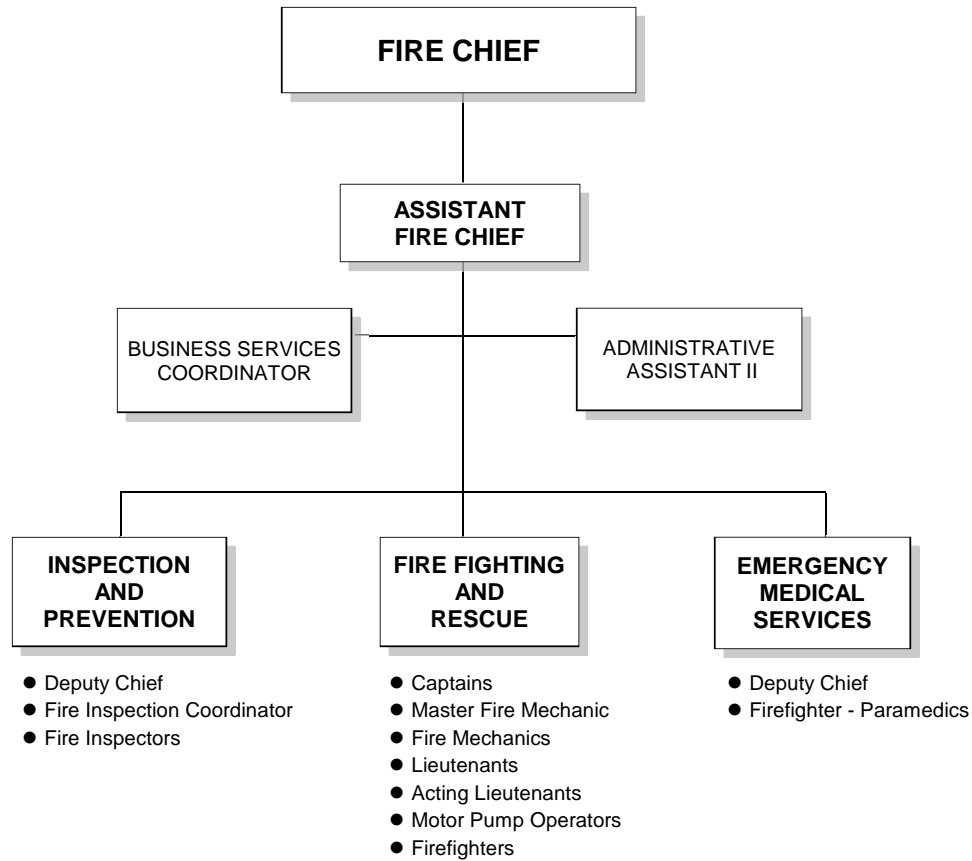 FIRE CHIEF
ASSISTANT
FIRE CHIEF
BUSINESS SERVICES
COORDINATOR
ADMINISTRATIVE
ASSISTANT II
INSPECTION
AND
PREVENTION
● Deputy Chief
● Fire Inspection Coordinator
● Fire Inspectors
FIRE FIGHTING
AND
RESCUE
● Captains
● Master Fire Mechanic
● Fire Mechanics
● Lieutenants
● Acting Lieutenants
● Motor Pump Operators
● Firefighters
EMERGENCY
MEDICAL
SERVICES
● Deputy Chief
● Firefighter - Paramedics